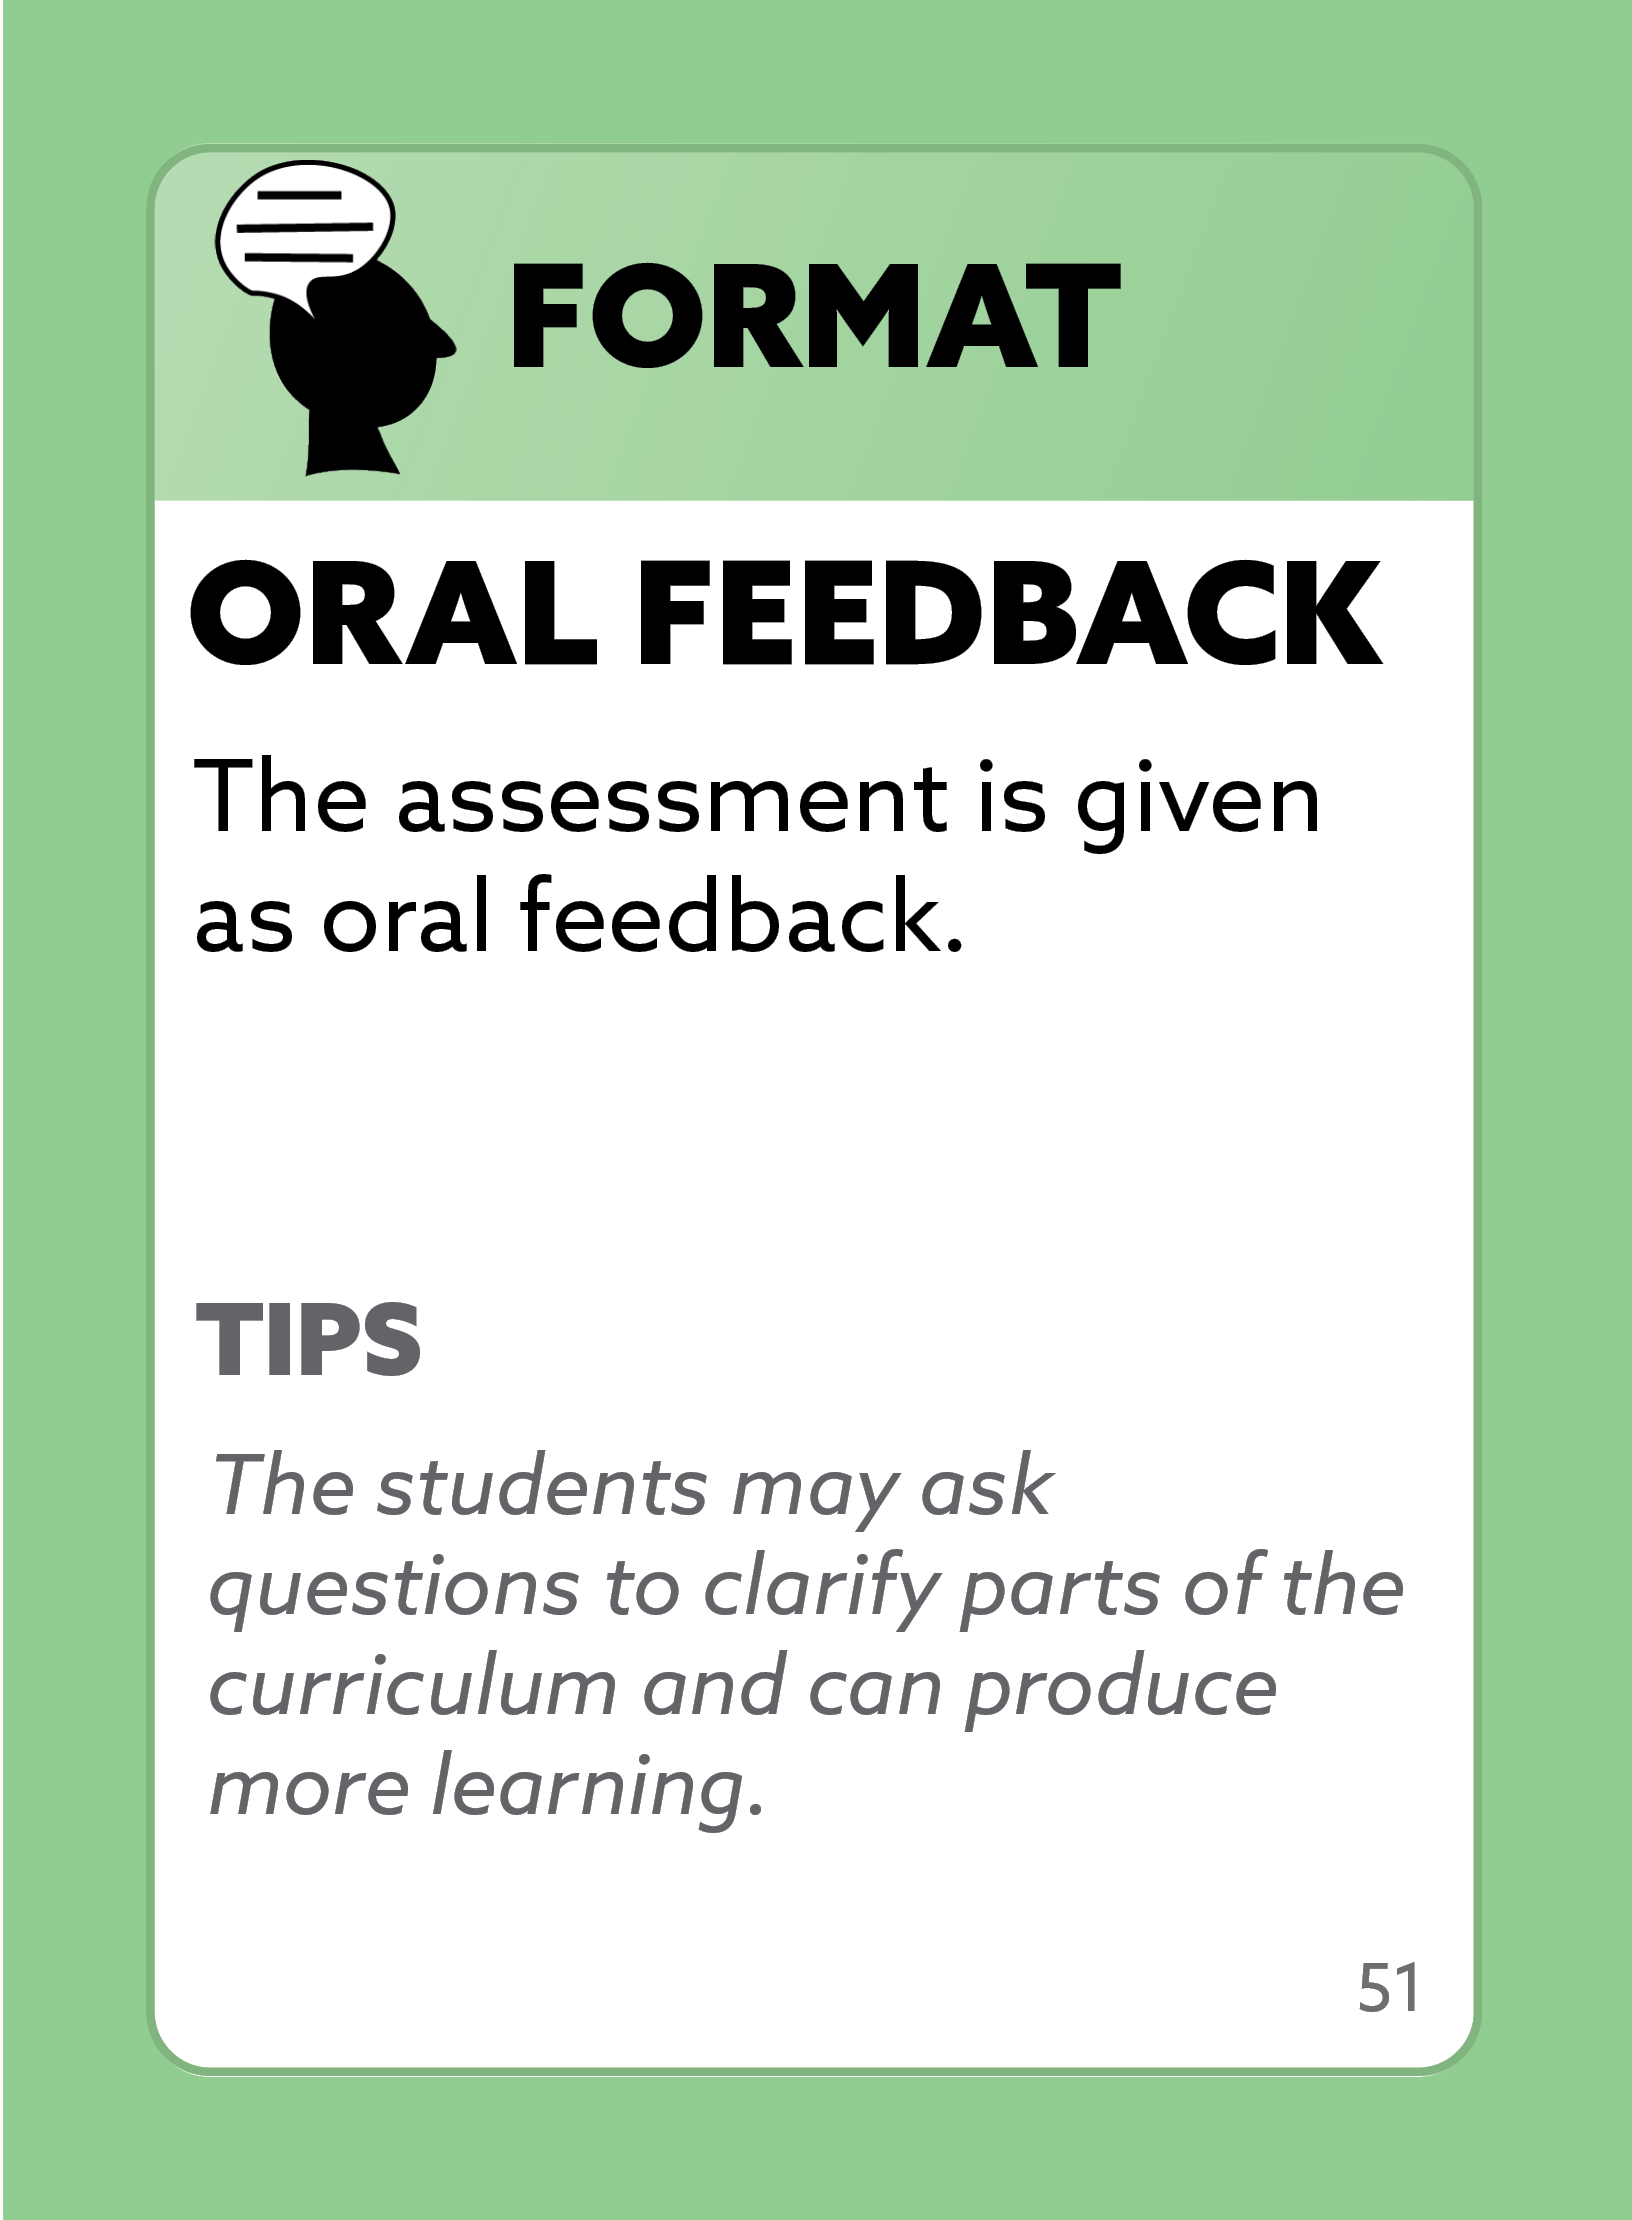 FORMAT
ORAL FEEDBACK
The assessment is given
as oral feedback.
TIPS
The students may ask
questions to clarify parts of the
curriculum and can produce
more learning.
51